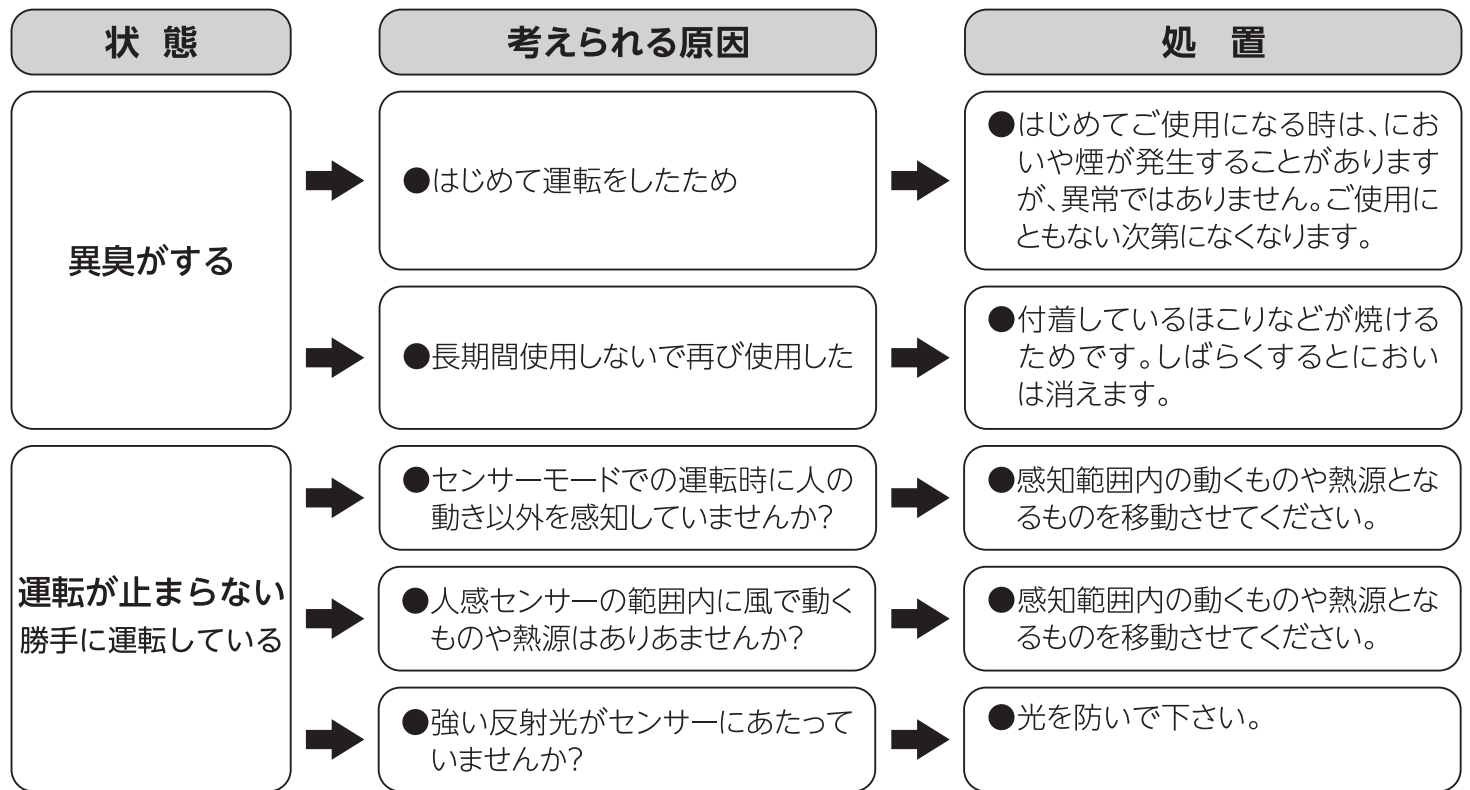 状 態
考えられる原因
処 置
異臭がする
●はじめて運転をしたため
●はじめてご使用になる時は、にお
いや煙が発生することがあります
が、異常ではありません。ご使用に
ともない次第になくなります。
●長期間使用しないで再び使用した
●付着しているほこりなどが焼ける
ためです。しばらくするとにおい
は消えます。
運転が止まらない
勝手に運転している
●センサーモードでの運転時に人の
動き以外を感知していませんか?
●感知範囲内の動くものや熱源とな
るものを移動させてください。
●人感センサーの範囲内に風で動く
ものや熱源はありあませんか?
●感知範囲内の動くものや熱源とな
るものを移動させてください。
●強い反射光がセンサーにあたって
いませんか?
●光を防いで下さい。